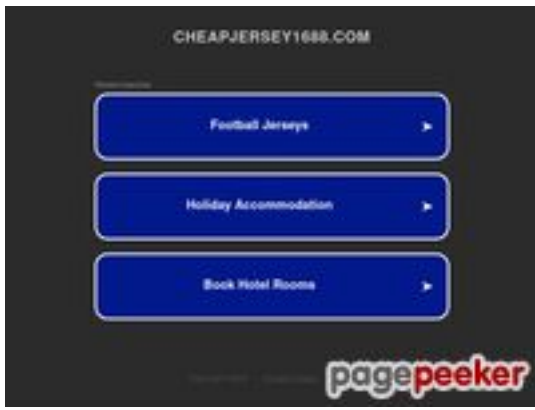 CHEAPJERSEY1688.COM
Football Jerseys
Holiday Accommodation
Book Hotel Rooms
pagepeeker